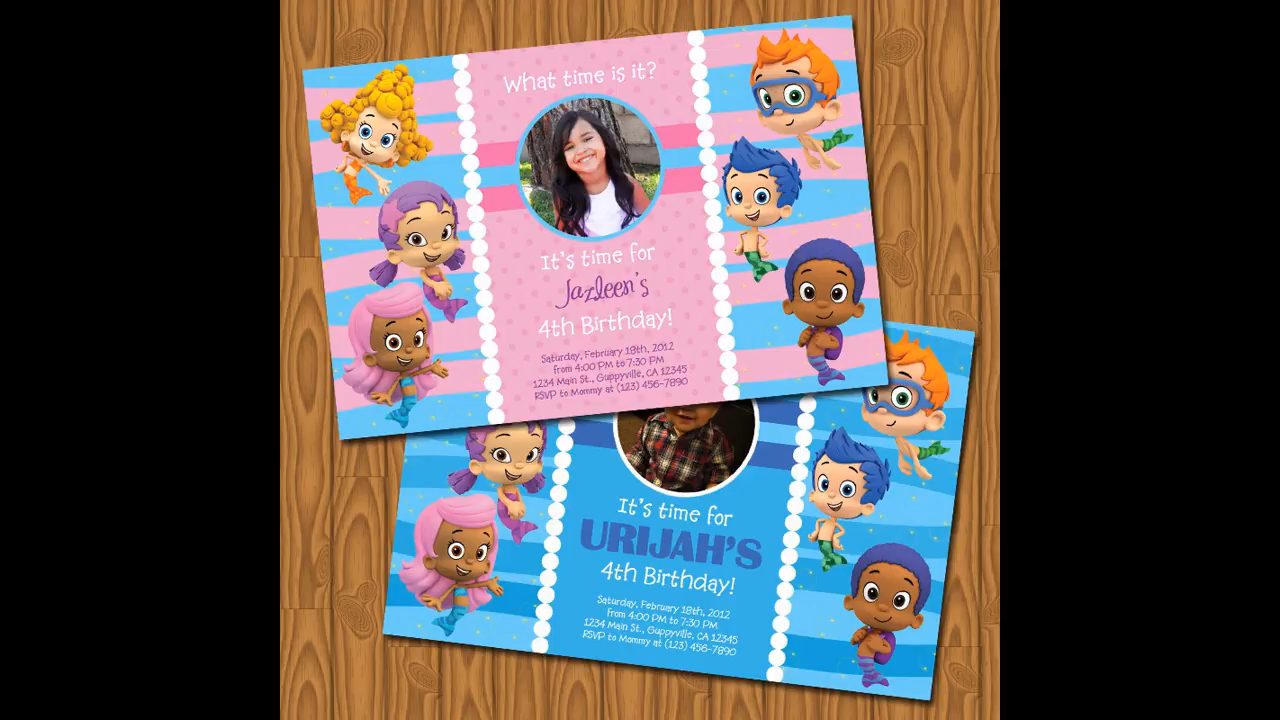 What time is it?
It's time for
Jazleen's
4th Birthday!
Saturday, February 18th, 2012
from 4:00 PM to 7:30 PM
1234 Main St., Guppyville, CA 12345
RSVP to Mommy at (123) 456-7890
It's time for
URIJAH'S
4th Birthday!
Saturday, February 18th, 2012
from 4:00 PM to 7:30 PM
1234 Main St., Guppyville, CA 12345
RSVP to Mommy at (123) 456-7890